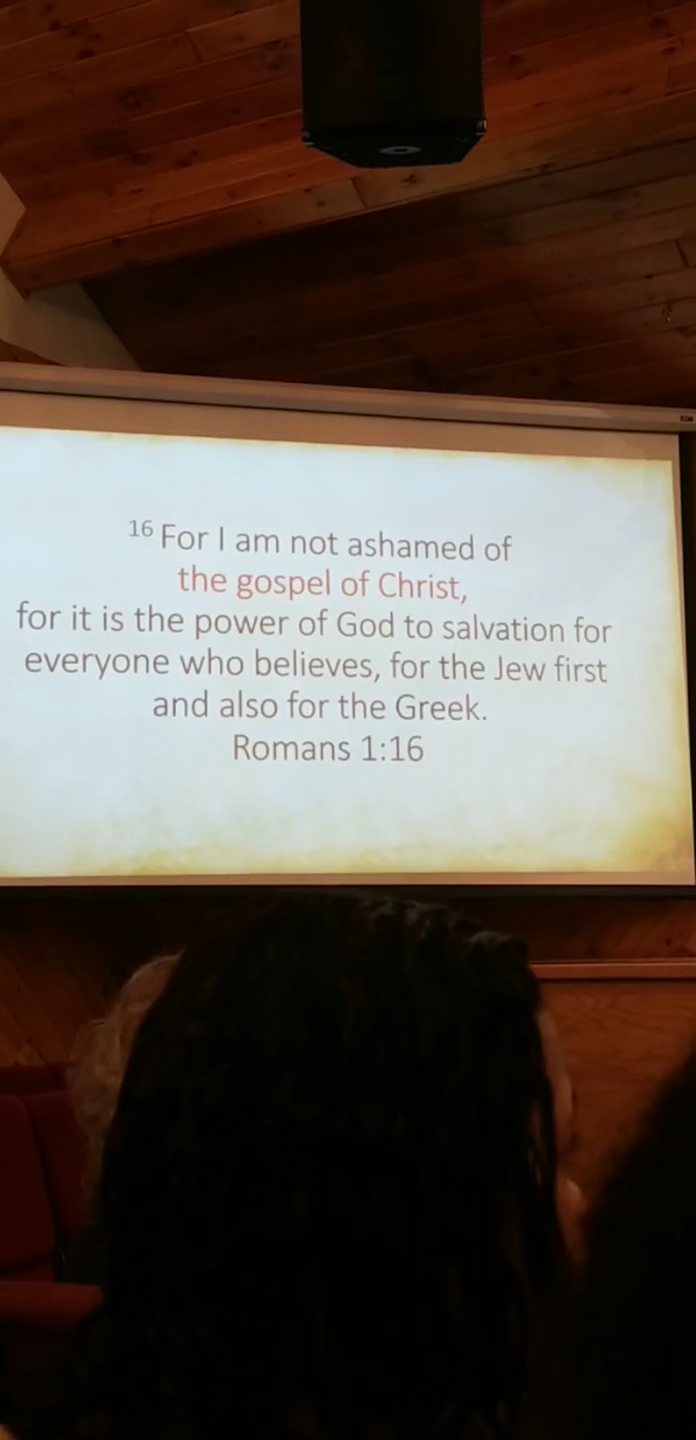 16 For I am not ashamed of
the gospel of Christ,
for it is the power of God to salvation for
everyone who believes, for the Jew first
and also for the Greek.
Romans 1:16